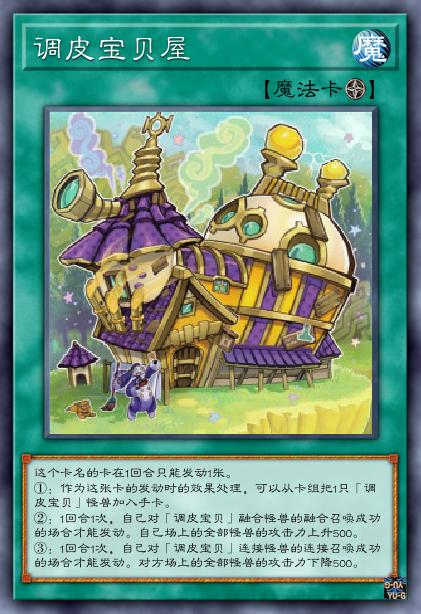 调皮宝贝屋
魔
【魔法卡】
这个卡名的卡在1回合只能发动1张。
①：作为这张卡的发动时的效果处理，可以从卡组把1只「调
皮宝贝」怪兽加入手卡。
②：1回合1次，自己对「调皮宝贝」融合怪兽的融合召唤成功
的场合才能发动。自己场上的全部怪兽的攻击力上升500。
③：1回合1次，自己对「调皮宝贝」连接怪兽的连接召唤成功
的场合才能发动。对方场上的全部怪兽的攻击力下降500。